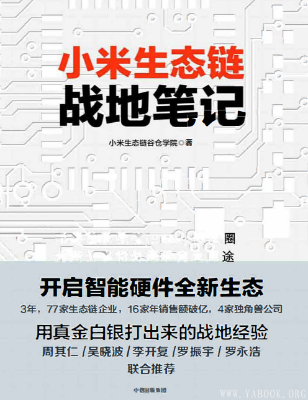 小米生态链
战地笔记
小米生态链谷仓学院◎著
圈
途
开启智能硬件全新生态
3年，77家生态链企业，16家年销售额破亿，4家独角兽公司
用真金白银打出来的战地经验
周其仁/吴晓波/李开复/罗振宇/罗永浩
联合推荐
中信出版集团
WWW.YABOOK.ORG